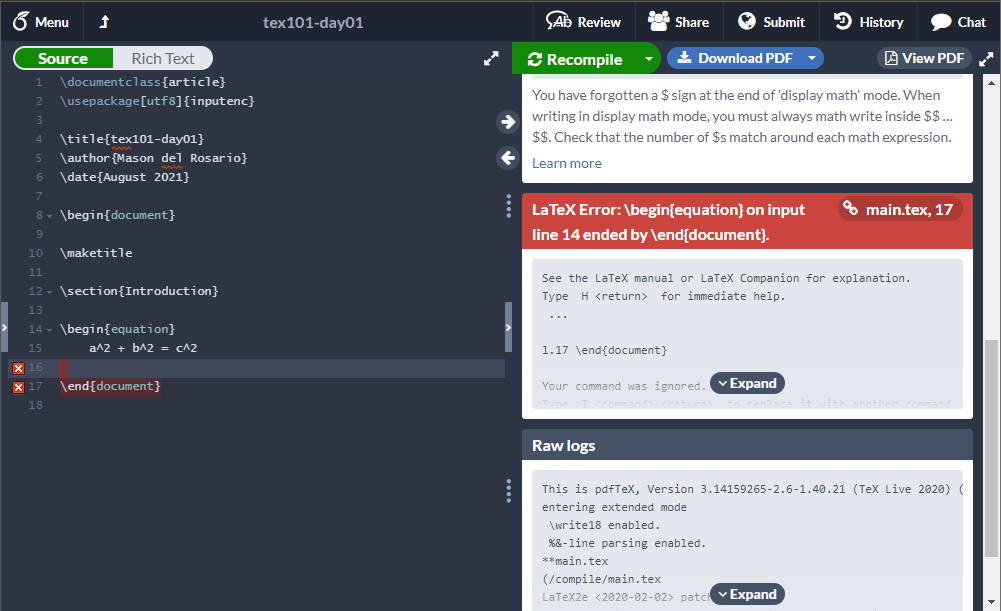 Menu
tex101-day01
Review
Share
Submit
History
Chat
Source
Rich Text
Recompile
Download PDF
View PDF
1 \documentclass{article}
2 \usepackage[utf8]{inputenc}
3
4 \title{tex101-day01}
5 \author{Mason del Rosario}
6 \date{August 2021}
7
8 \begin{document}
9
10 \maketitle
11
12 \section{Introduction}
13
14 \begin{equation}
15 a^2 + b^2 = c^2
16
17 \end{document}
18
You have forgotten a $ sign at the end of 'display math' mode. When
writing in display math mode, you must always math write inside $$ ...
$$. Check that the number of $s match around each math expression.
Learn more
LaTeX Error: \begin{equation} on input
line 14 ended by \end{document}.
main.tex, 17
See the LaTeX manual or LaTeX Companion for explanation.
Type H <return> for immediate help.
...
l.17 \end{document}
Your command was ignored.
Type I <command> <return> to replace it with another command
Expand
Raw logs
This is pdfTeX, Version 3.14159265-2.6-1.40.21 (TeX Live 2020) (
entering extended mode
\write18 enabled.
%&-line parsing enabled.
**main.tex
(/compile/main.tex
LaTeX2e <2020-02-02> patch
Expand